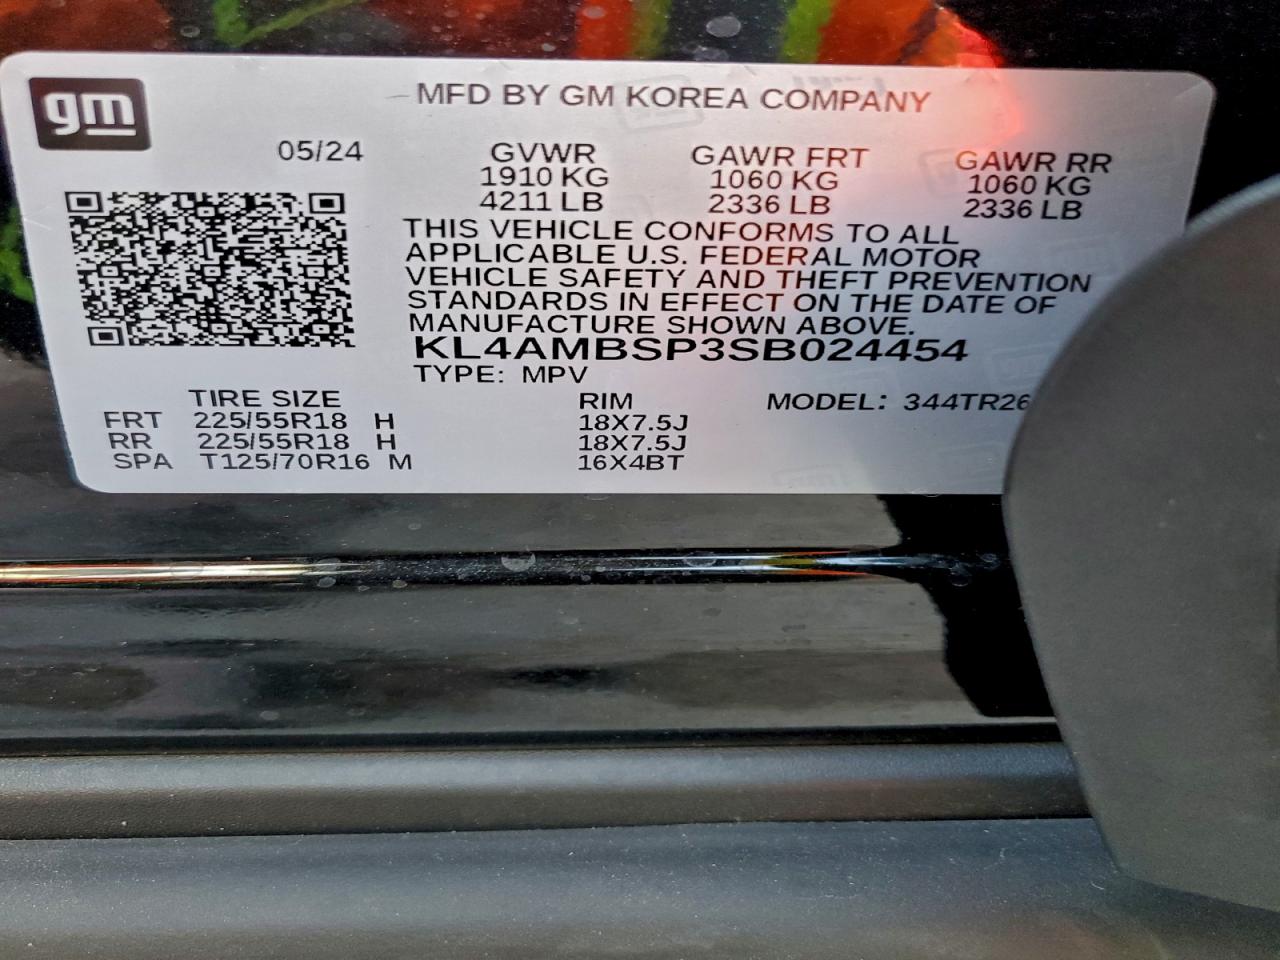 gm
MFD BY GM KOREA COMPANY
05/24 GVWR GAWR FRT GAWR RR
1910 KG 1060 KG 1060 KG
4211 LB 2336 LB 2336 LB
THIS VEHICLE CONFORMS TO ALL
APPLICABLE U.S. FEDERAL MOTOR
VEHICLE SAFETY AND THEFT PREVENTION
STANDARDS IN EFFECT ON THE DATE OF
MANUFACTURE SHOWN ABOVE.
KL4AMBSP3SB024454
TYPE: MPV
TIRE SIZE RIM MODEL: 344TR26
FRT 225/55R18 H 18X7.5J
RR 225/55R18 H 18X7.5J
SPA T125/70R16 M 16X4BT